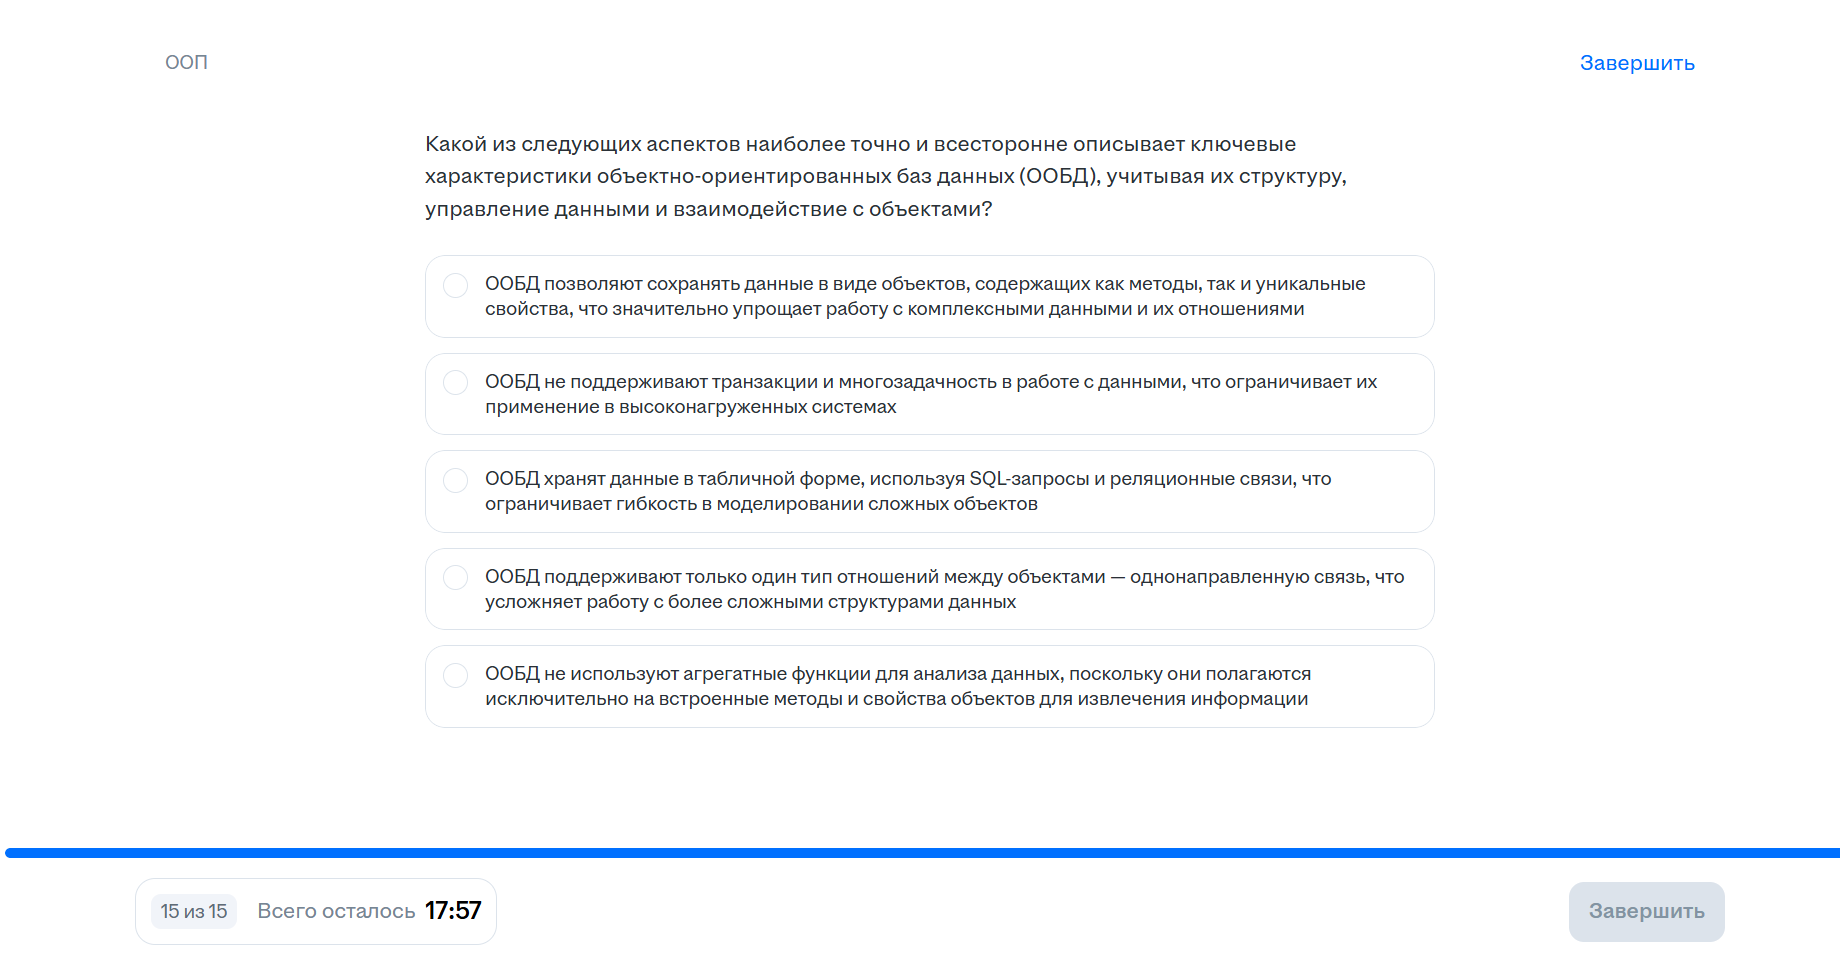 ООП
Завершить
Какой из следующих аспектов наиболее точно и всесторонне описывает ключевые
характеристики объектно-ориентированных баз данных (ООБД), учитывая их структуру,
управление данными и взаимодействие с объектами?
ООБД позволяют сохранять данные в виде объектов, содержащих как методы, так и уникальные
свойства, что значительно упрощает работу с комплексными данными и их отношениями
ООБД не поддерживают транзакции и многозадачность в работе с данными, что ограничивает их
применение в высоконагруженных системах
ООБД хранят данные в табличной форме, используя SQL-запросы и реляционные связи, что
ограничивает гибкость в моделировании сложных объектов
ООБД поддерживают только один тип отношений между объектами — однонаправленную связь, что
усложняет работу с более сложными структурами данных
ООБД не используют агрегатные функции для анализа данных, поскольку они полагаются
исключительно на встроенные методы и свойства объектов для извлечения информации
15 из 15 Всего осталось 17:57
Завершить